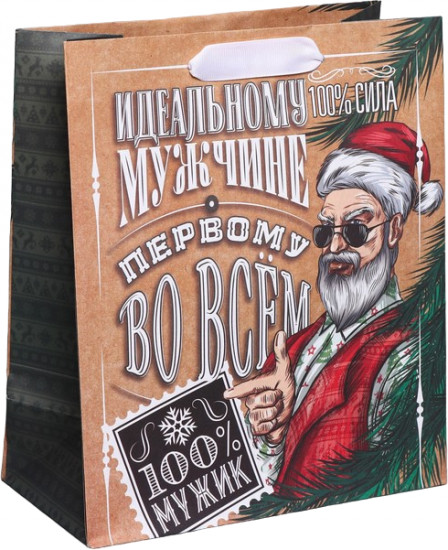 ИДЕАЛЬНОМУ
100% СИЛА
МУЖЧИНЕ
ПЕРВОМУ
ВО ВСЁМ
100%
МУЖИК